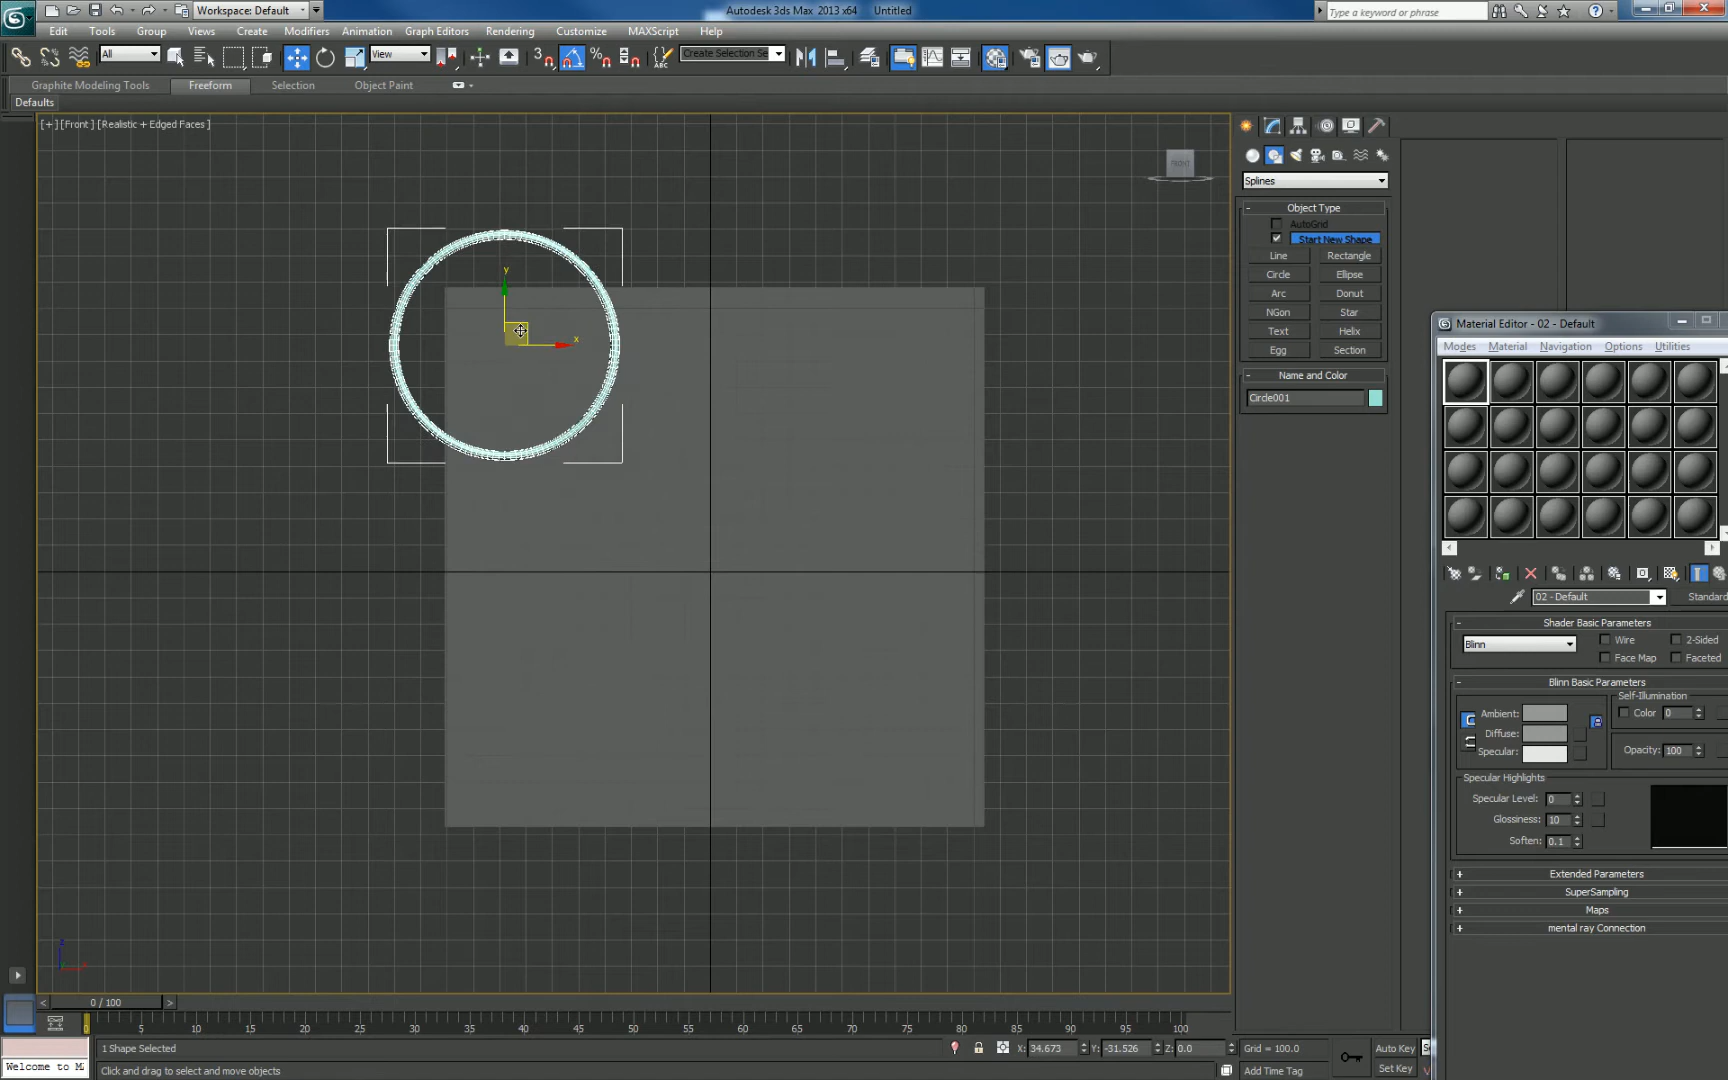 Workspace: Default
Autodesk 3ds Max 2013 x64 Untitled
Type a keyword or phrase
Edit Tools Group Views Create Modifiers Animation Graph Editors Rendering Customize MAXScript Help
All View Create Selection Se
Graphite Modeling Tools Freeform Selection Object Paint
Defaults
[+] [Front ] [Realistic + Edged Faces ]
FRONT
Splines
- Object Type
AutoGrid
Start New Shape
Line Rectangle
Circle Ellipse
Arc Donut
NGon Star
Text Helix
Egg Section
- Name and Color
Circle001
y
x
Material Editor - 02 - Default
Modes Material Navigation Options Utilities
02 - Default Standard
- Shader Basic Parameters
Blinn Wire 2-Sided
Face Map Faceted
- Blinn Basic Parameters
Self-Illumination
Ambient: Color 0
Diffuse:
Specular: Opacity: 100
Specular Highlights
Specular Level: 0
Glossiness: 10
Soften: 0.1
+ Extended Parameters
+ SuperSampling
+ Maps
+ mental ray Connection
z
x
< 0 / 100 >
0 5 10 15 20 25 30 35 40 45 50 55 60 65 70 75 80 85 90 95 100
1 Shape Selected X: 34.673 Y: -31.526 Z: 0.0 Grid = 100.0 Auto Key
Welcome to M Click and drag to select and move objects Add Time Tag Set Key